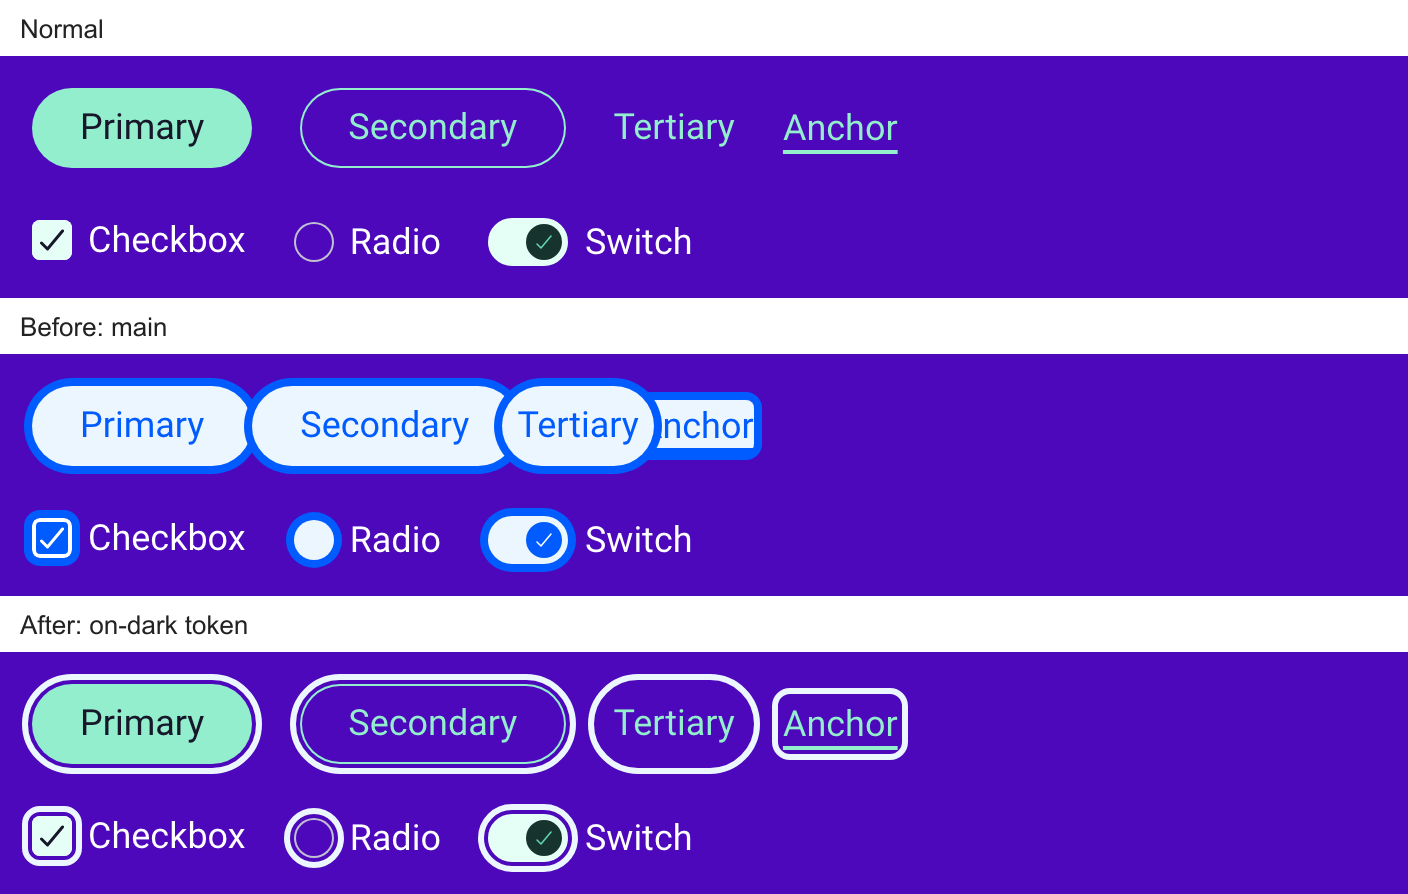 Normal
Primary Secondary Tertiary Anchor
Checkbox Radio Switch
Before: main
Primary Secondary Tertiary nchor
Checkbox Radio Switch
After: on-dark token
Primary Secondary Tertiary Anchor
Checkbox Radio Switch